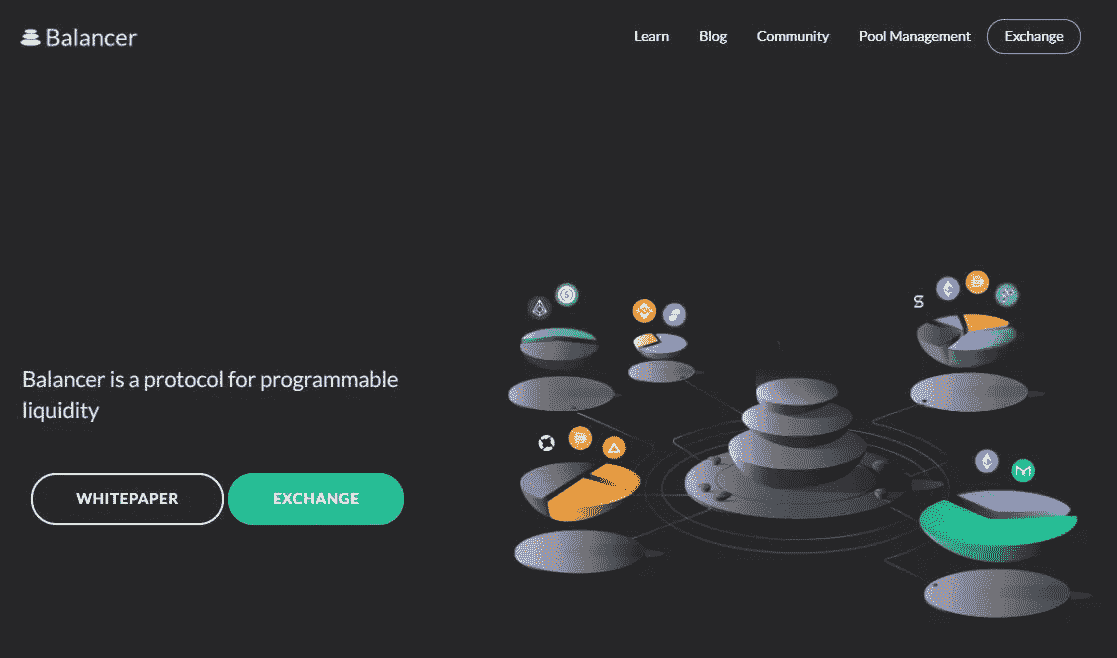 Balancer
Learn
Blog
Community
Pool Management
Exchange
Balancer is a protocol for programmable
liquidity
WHITEPAPER
EXCHANGE